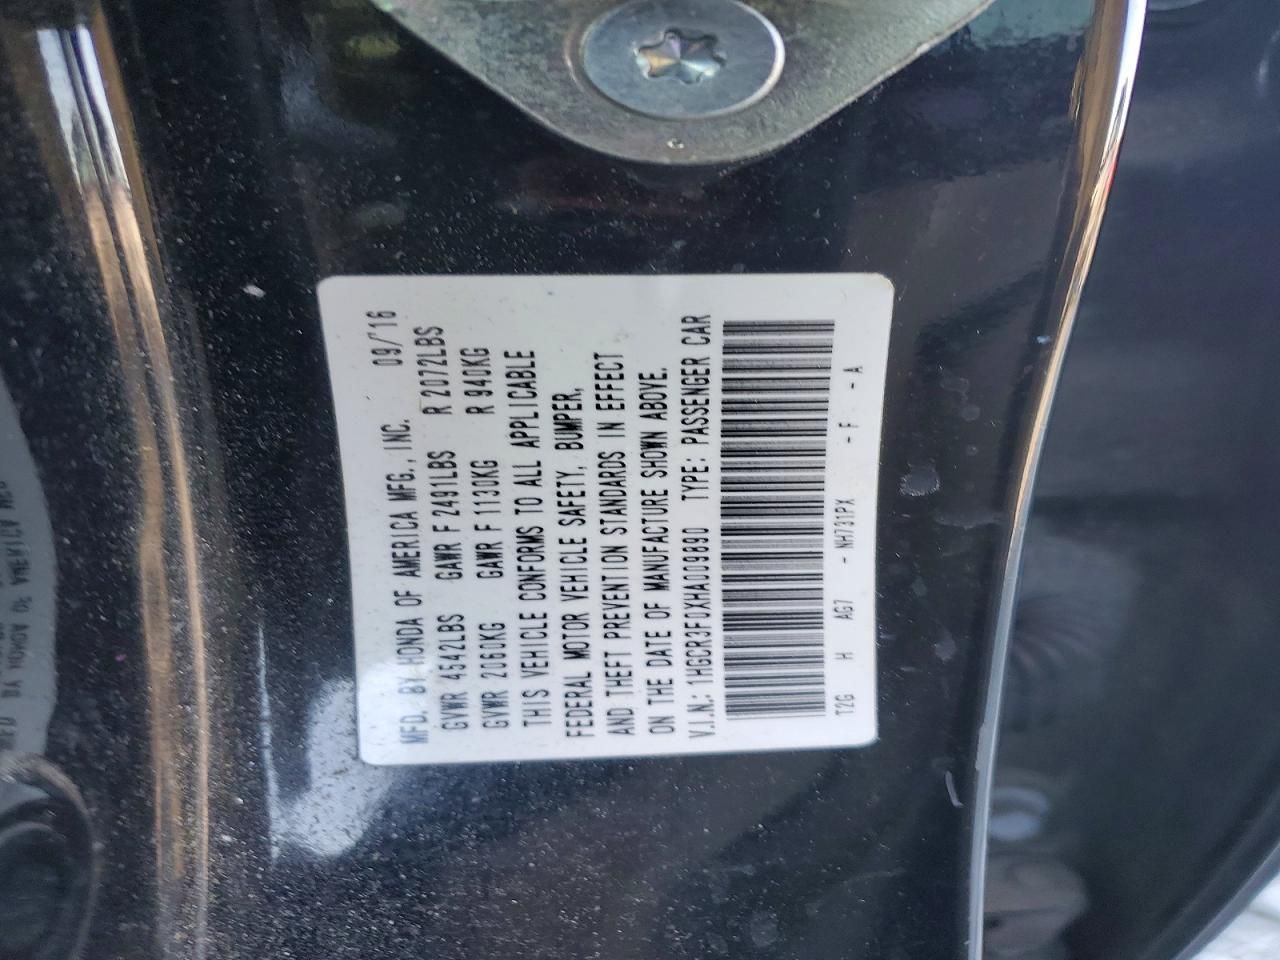 MFD. BY HONDA OF AMERICA MFG., INC. 09/'16
GVWR 4542LBS GAWR F 2491LBS R 2072LBS
GVWR 2060KG GAWR F 1130KG R 940KG
THIS VEHICLE CONFORMS TO ALL APPLICABLE
FEDERAL MOTOR VEHICLE SAFETY, BUMPER,
AND THEFT PREVENTION STANDARDS IN EFFECT
ON THE DATE OF MANUFACTURE SHOWN ABOVE.
V.I.N.: 1HGCR3F0XHA009890 TYPE: PASSENGER CAR
T2G H AG7 - NH731PX - F - A